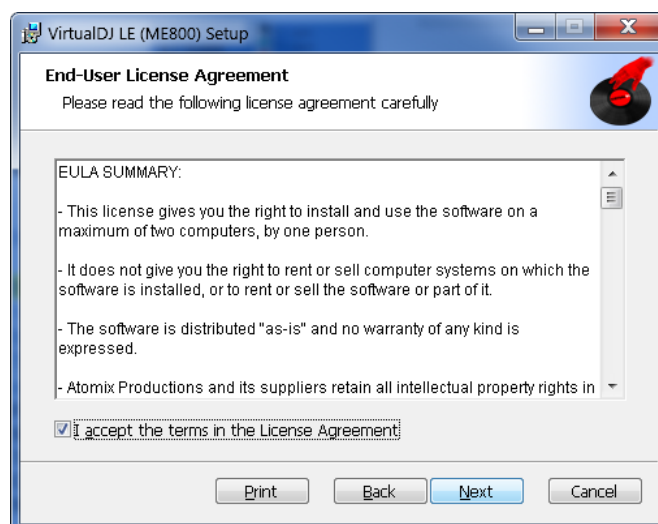 VirtualDJ LE (ME800) Setup
End-User License Agreement
Please read the following license agreement carefully
EULA SUMMARY:
- This license gives you the right to install and use the software on a
maximum of two computers, by one person.
- It does not give you the right to rent or sell computer systems on which the
software is installed, or to rent or sell the software or part of it.
- The software is distributed "as-is" and no warranty of any kind is
expressed.
- Atomix Productions and its suppliers retain all intellectual property rights in
I accept the terms in the License Agreement
Print Back Next Cancel